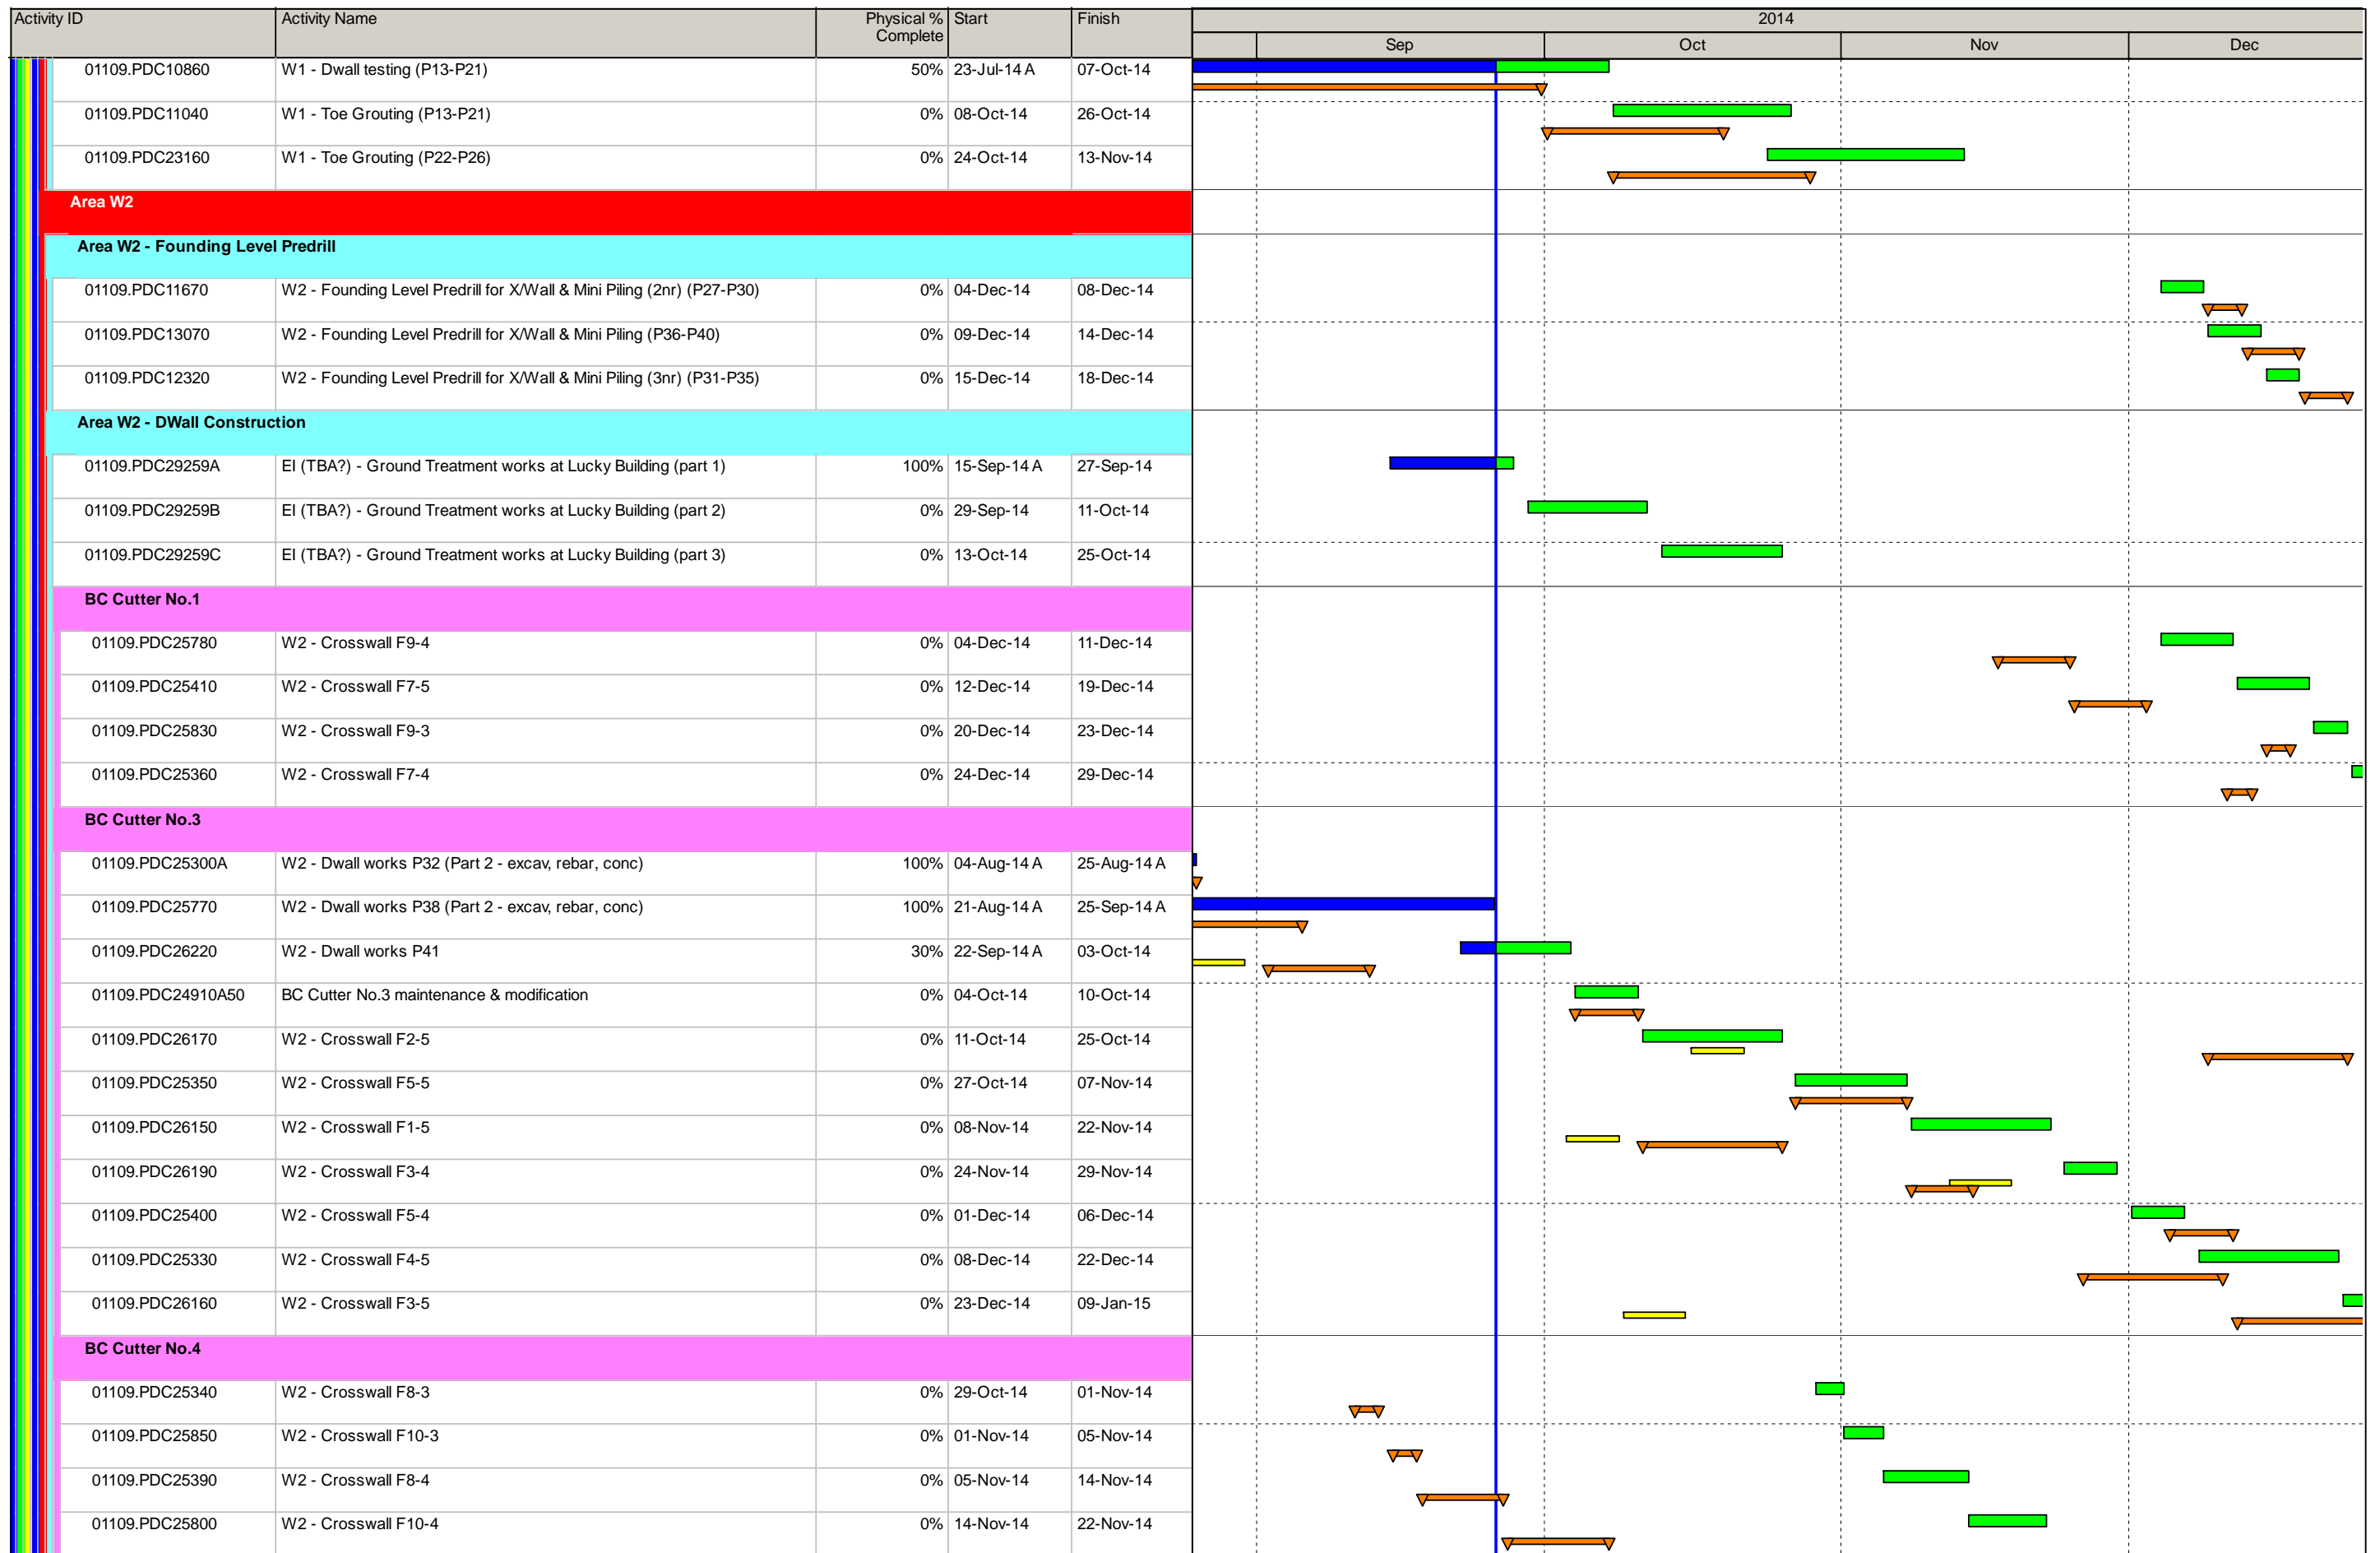 Activity ID Activity Name Physical % Complete Start Finish 2014
Sep Oct Nov Dec
01109.PDC10860 W1 - Dwall testing (P13-P21) 50% 23-Jul-14 A 07-Oct-14
01109.PDC11040 W1 - Toe Grouting (P13-P21) 0% 08-Oct-14 26-Oct-14
01109.PDC23160 W1 - Toe Grouting (P22-P26) 0% 24-Oct-14 13-Nov-14
Area W2
Area W2 - Founding Level Predrill
01109.PDC11670 W2 - Founding Level Predrill for X/Wall & Mini Piling (2nr) (P27-P30) 0% 04-Dec-14 08-Dec-14
01109.PDC13070 W2 - Founding Level Predrill for X/Wall & Mini Piling (P36-P40) 0% 09-Dec-14 14-Dec-14
01109.PDC12320 W2 - Founding Level Predrill for X/Wall & Mini Piling (3nr) (P31-P35) 0% 15-Dec-14 18-Dec-14
Area W2 - DWall Construction
01109.PDC29259A EI (TBA?) - Ground Treatment works at Lucky Building (part 1) 100% 15-Sep-14 A 27-Sep-14
01109.PDC29259B EI (TBA?) - Ground Treatment works at Lucky Building (part 2) 0% 29-Sep-14 11-Oct-14
01109.PDC29259C EI (TBA?) - Ground Treatment works at Lucky Building (part 3) 0% 13-Oct-14 25-Oct-14
BC Cutter No.1
01109.PDC25780 W2 - Crosswall F9-4 0% 04-Dec-14 11-Dec-14
01109.PDC25410 W2 - Crosswall F7-5 0% 12-Dec-14 19-Dec-14
01109.PDC25830 W2 - Crosswall F9-3 0% 20-Dec-14 23-Dec-14
01109.PDC25360 W2 - Crosswall F7-4 0% 24-Dec-14 29-Dec-14
BC Cutter No.3
01109.PDC25300A W2 - Dwall works P32 (Part 2 - excav, rebar, conc) 100% 04-Aug-14 A 25-Aug-14 A
01109.PDC25770 W2 - Dwall works P38 (Part 2 - excav, rebar, conc) 100% 21-Aug-14 A 25-Sep-14 A
01109.PDC26220 W2 - Dwall works P41 30% 22-Sep-14 A 03-Oct-14
01109.PDC24910A50 BC Cutter No.3 maintenance & modification 0% 04-Oct-14 10-Oct-14
01109.PDC26170 W2 - Crosswall F2-5 0% 11-Oct-14 25-Oct-14
01109.PDC25350 W2 - Crosswall F5-5 0% 27-Oct-14 07-Nov-14
01109.PDC26150 W2 - Crosswall F1-5 0% 08-Nov-14 22-Nov-14
01109.PDC26190 W2 - Crosswall F3-4 0% 24-Nov-14 29-Nov-14
01109.PDC25400 W2 - Crosswall F5-4 0% 01-Dec-14 06-Dec-14
01109.PDC25330 W2 - Crosswall F4-5 0% 08-Dec-14 22-Dec-14
01109.PDC26160 W2 - Crosswall F3-5 0% 23-Dec-14 09-Jan-15
BC Cutter No.4
01109.PDC25340 W2 - Crosswall F8-3 0% 29-Oct-14 01-Nov-14
01109.PDC25850 W2 - Crosswall F10-3 0% 01-Nov-14 05-Nov-14
01109.PDC25390 W2 - Crosswall F8-4 0% 05-Nov-14 14-Nov-14
01109.PDC25800 W2 - Crosswall F10-4 0% 14-Nov-14 22-Nov-14